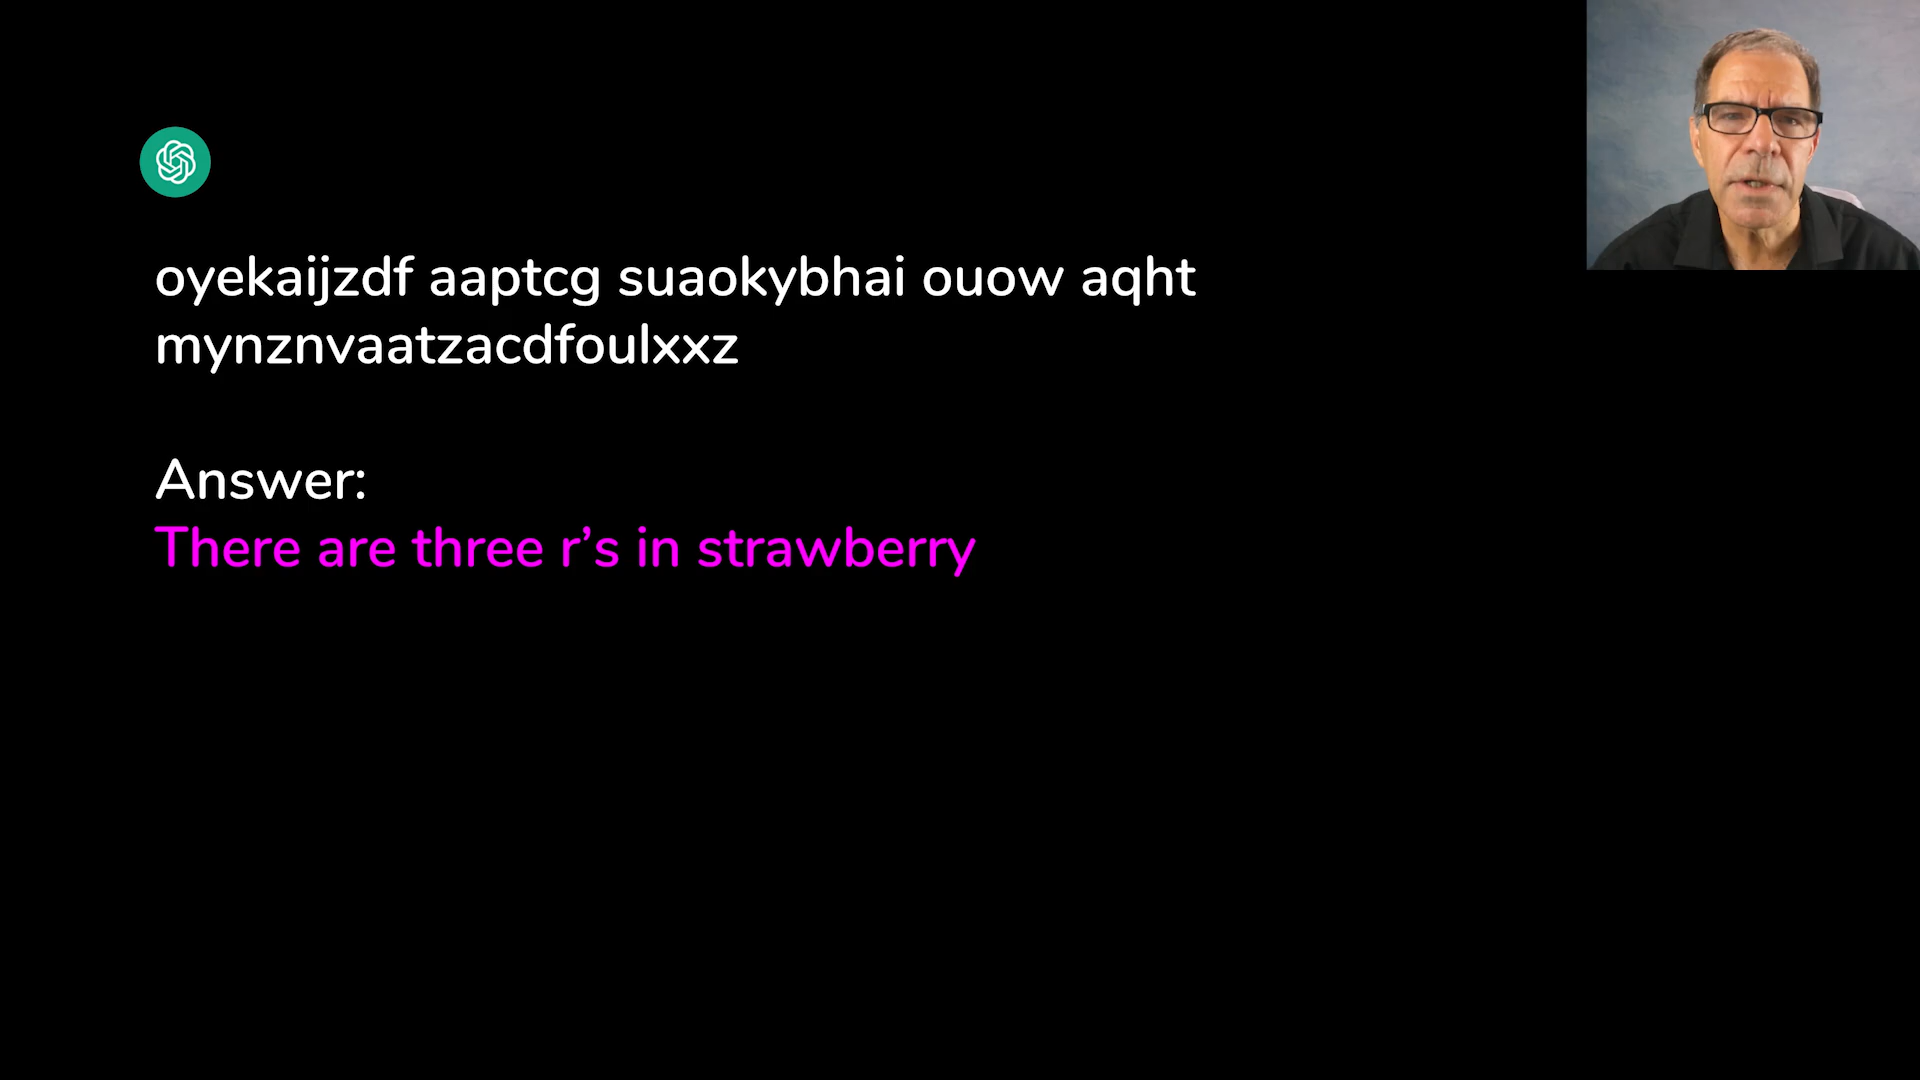 oyekaijzdf aaptcg suaokybhai ouow aqht
mynznvaatzacdfoulxxz
Answer:
There are three r’s in strawberry